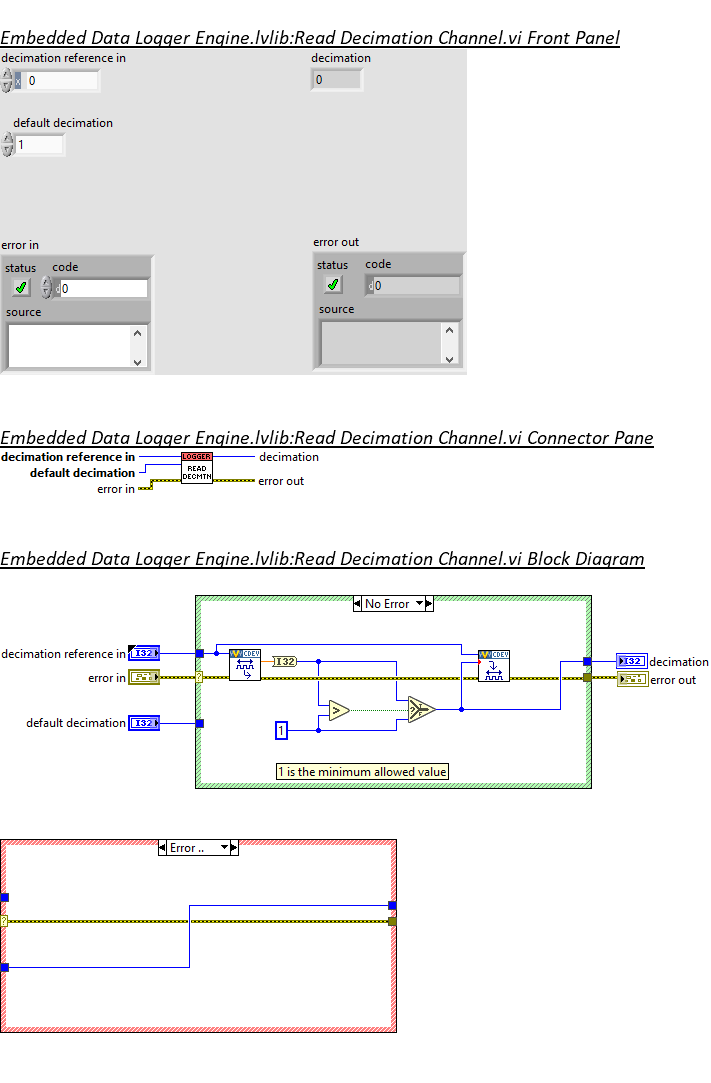 Embedded Data Logger Engine.lvlib:Read Decimation Channel.vi Front Panel
decimation reference in
decimation
x 0
0
default decimation
1
error in
error out
status code
status code
d 0
d 0
source
source
Embedded Data Logger Engine.lvlib:Read Decimation Channel.vi Connector Pane
decimation reference in
LOGGER
decimation
default decimation
READ
DECMTN
error in
error out
Embedded Data Logger Engine.lvlib:Read Decimation Channel.vi Block Diagram
No Error
decimation reference in
I32
CDEV
I32
CDEV
I32
decimation
error in
?
error out
default decimation
I32
>
?
1
1 is the minimum allowed value
Error ..
?